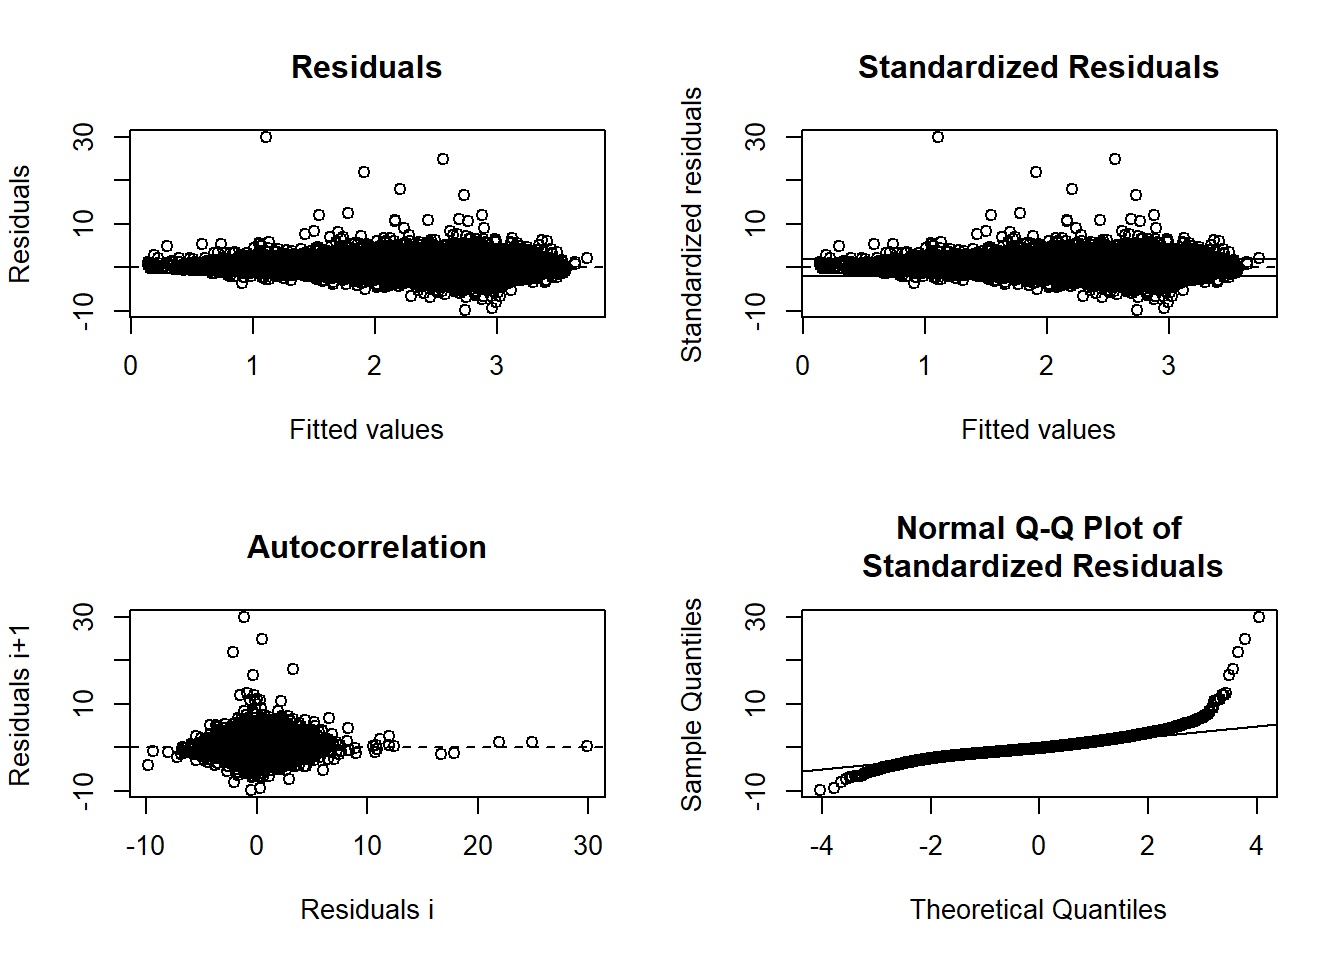 Residuals
Residuals
30
10
-10
0
1
2
3
Fitted values
Standardized Residuals
Standardized residuals
30
10
-10
0
1
2
3
Fitted values
Autocorrelation
Residuals i+1
30
10
-10
-10
0
10
20
30
Residuals i
Normal Q-Q Plot of
Standardized Residuals
Sample Quantiles
30
10
-10
-4
-2
0
2
4
Theoretical Quantiles